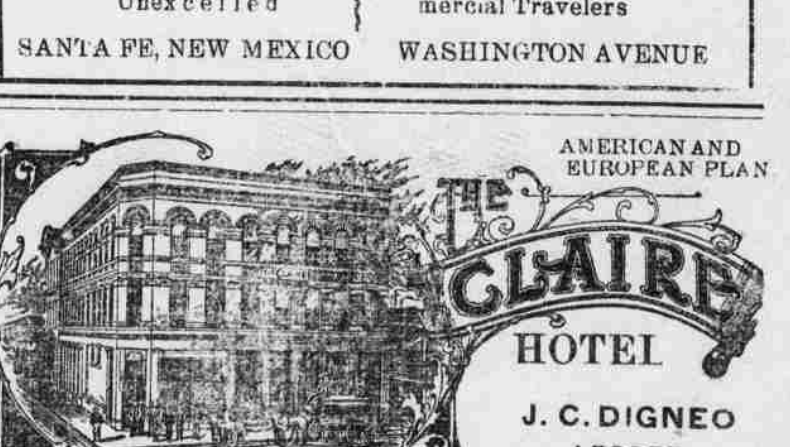 Unexcelled
mercial Travelers
SANTA FE, NEW MEXICO
WASHINGTON AVENUE
AMERICAN AND
EUROPEAN PLAN
THE
CLAIRE
HOTEL
J. C. DIGNEO